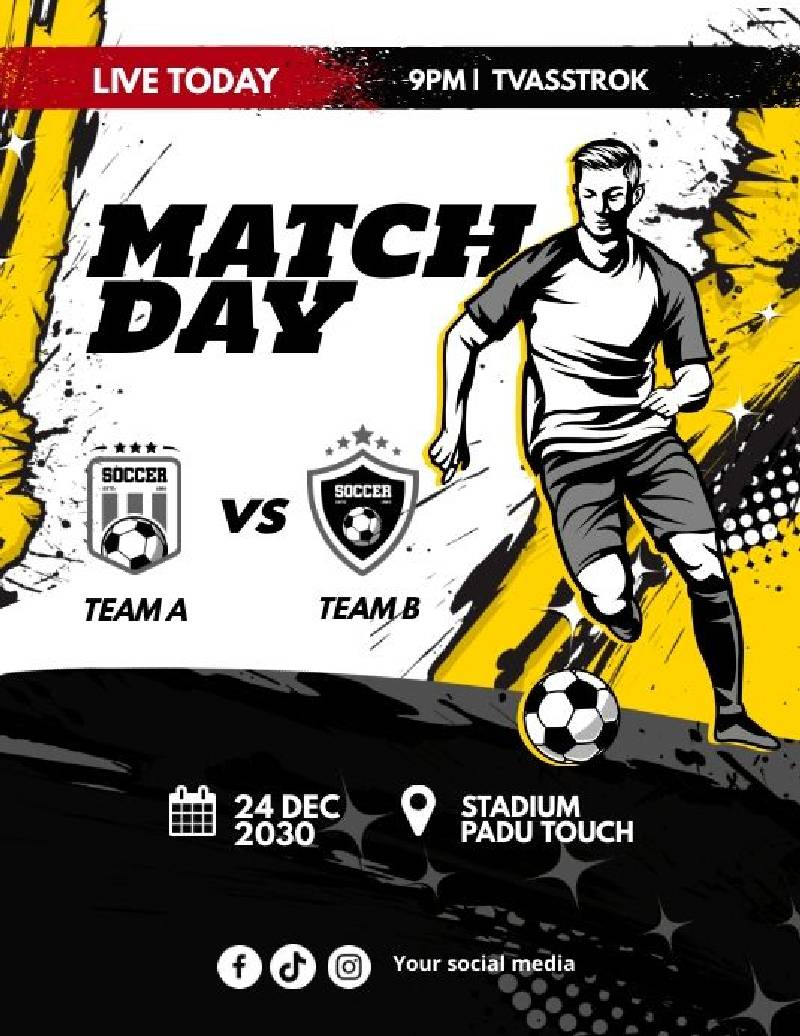 LIVE TODAY
9PM | TVASSTROK
MATCH
DAY
SOCCER
SOCCER
VS
TEAM A
TEAM B
24 DEC
2030
STADIUM
PADU TOUCH
Your social media